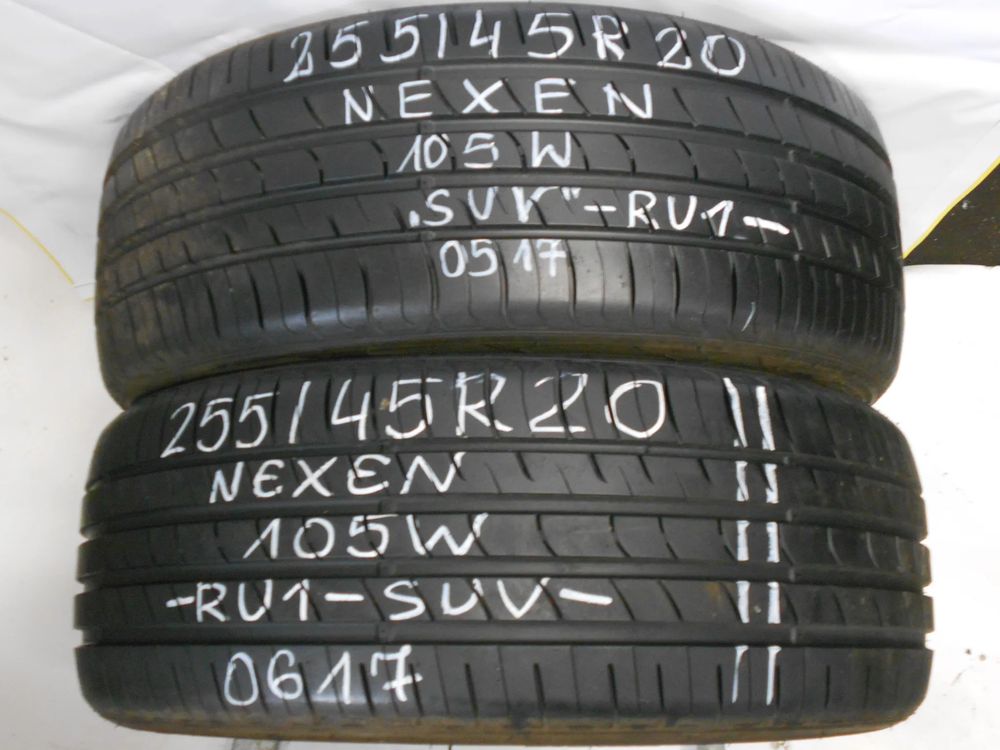 255/45R20
NEXEN
105W
"SUV"-RU1-
0517
255/45R20
NEXEN
105W
-RU1-SUV-
0617